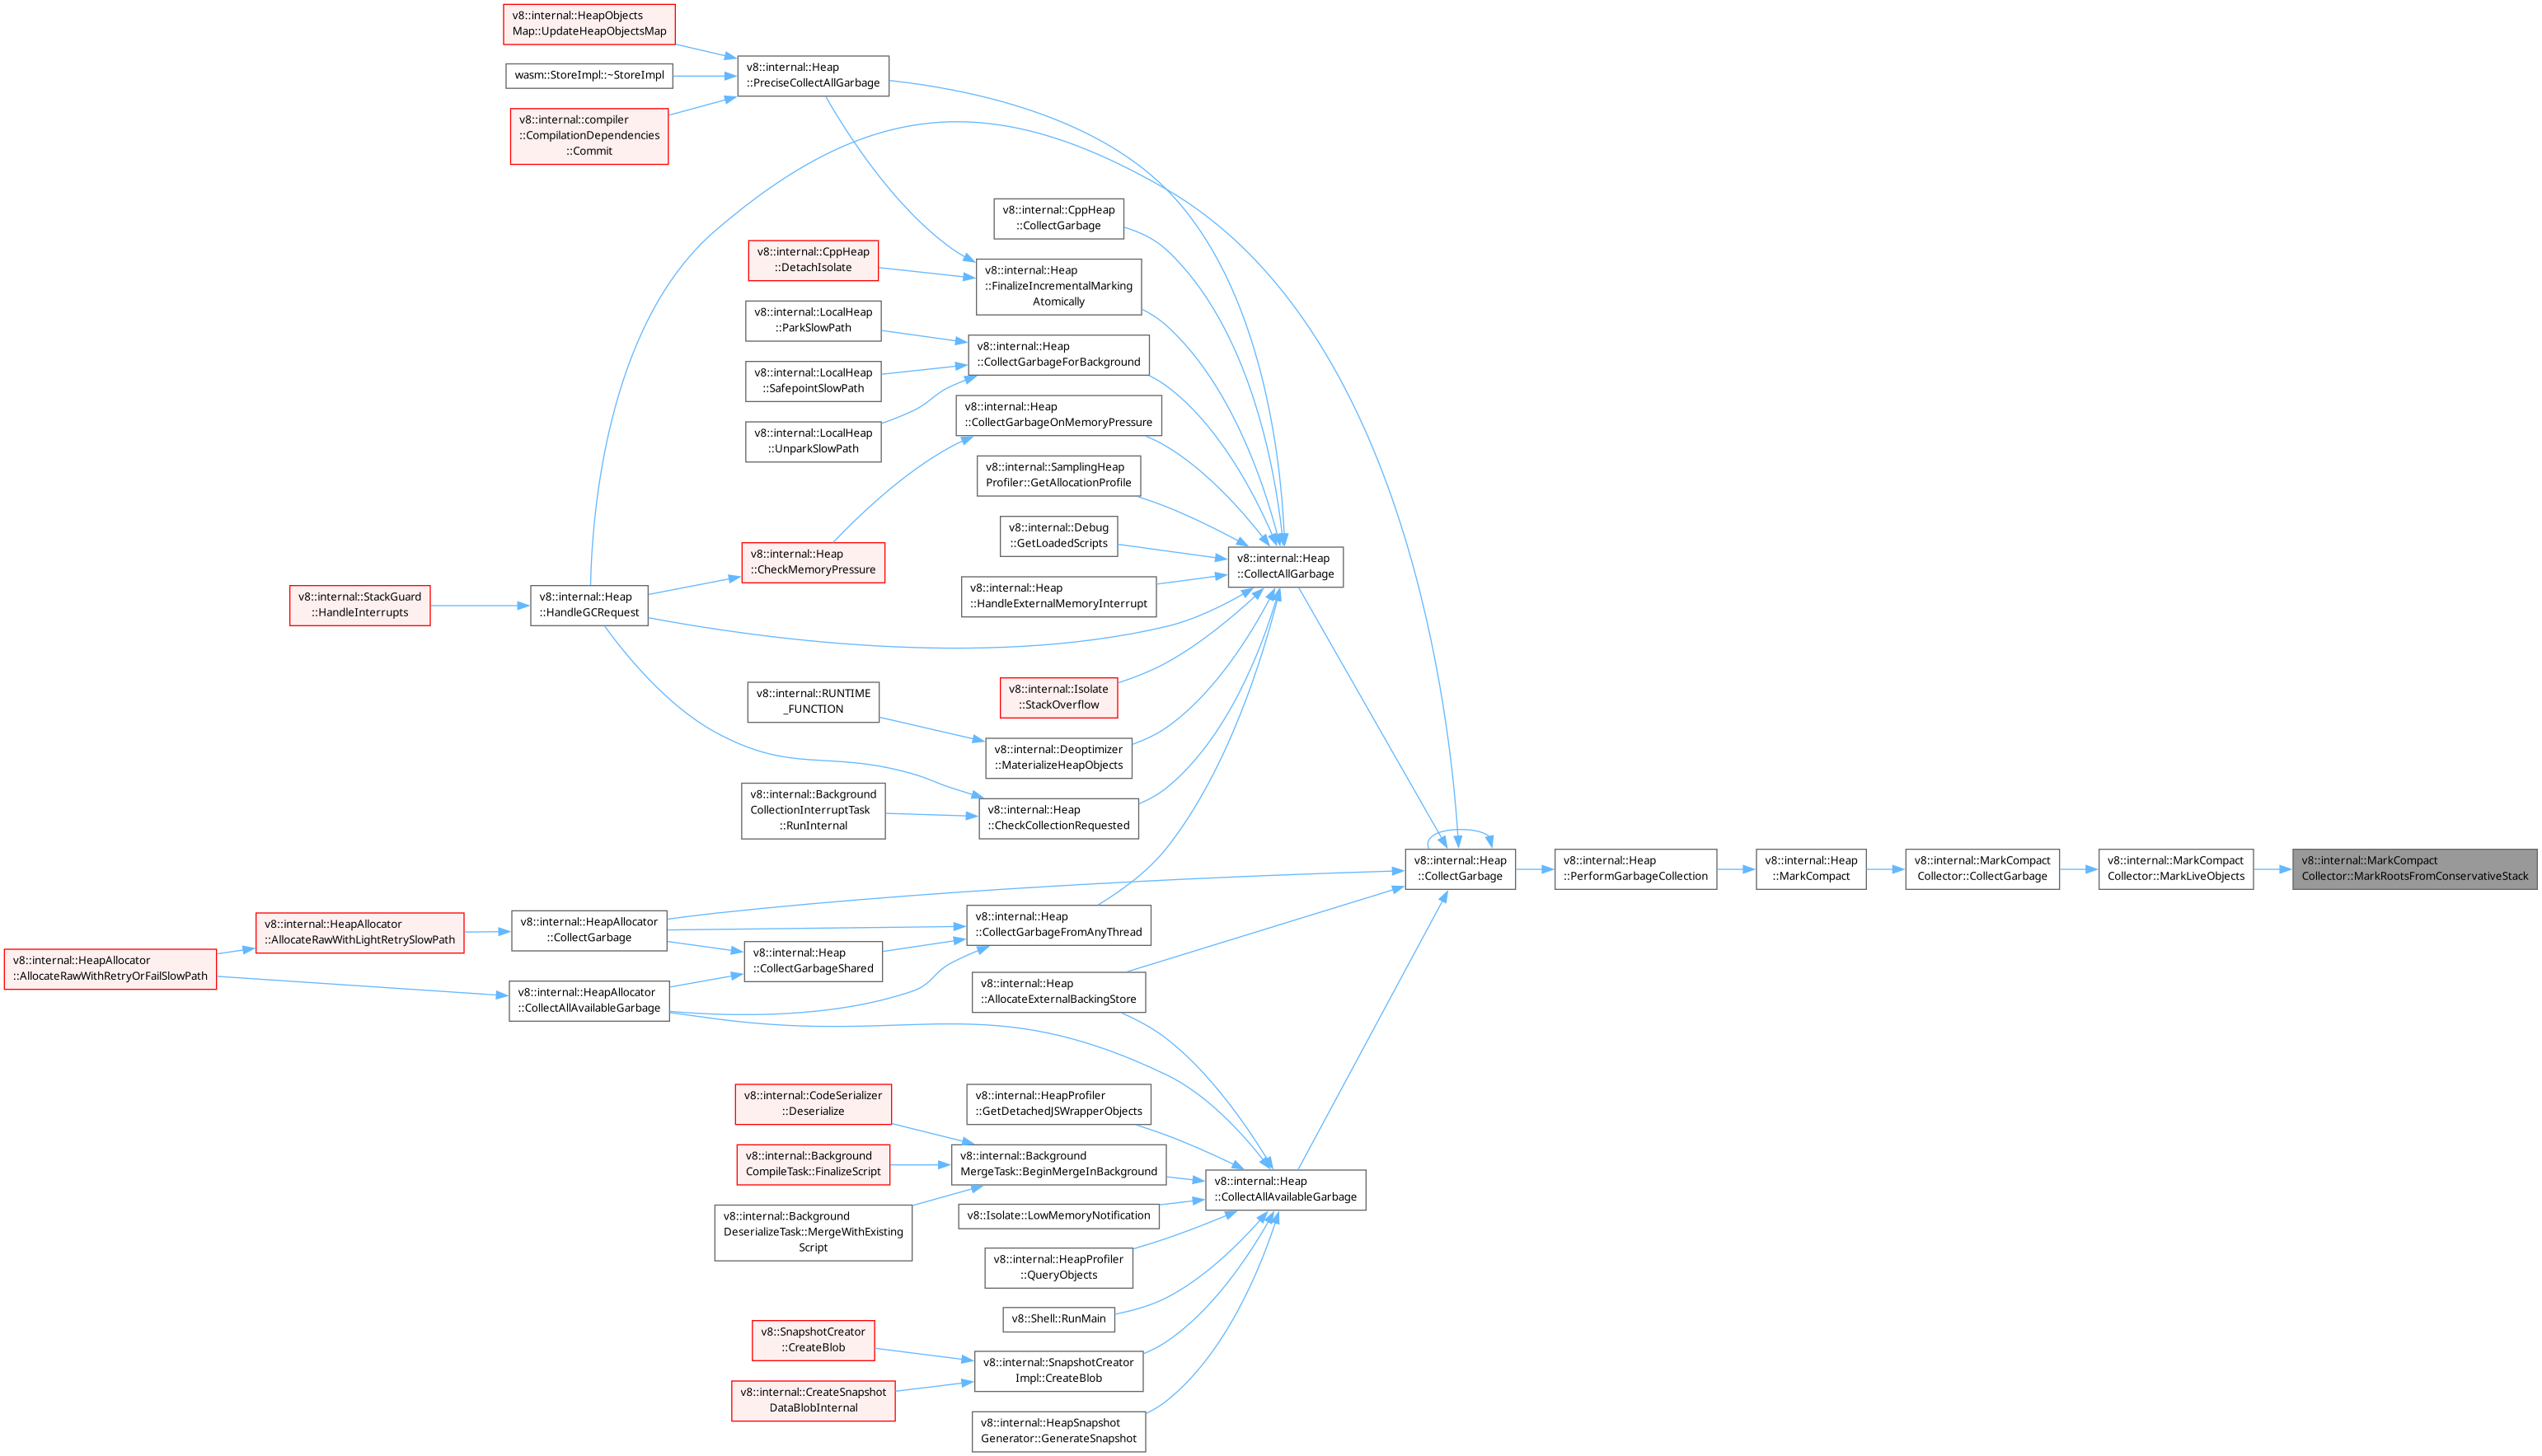 v8::internal::HeapObjects
Map::UpdateHeapObjectsMap
v8::internal::Heap
::PreciseCollectAllGarbage
wasm::StoreImpl::~StoreImpl
v8::internal::compiler
::CompilationDependencies
::Commit
v8::internal::CppHeap
::CollectGarbage
v8::internal::CppHeap
::DetachIsolate
v8::internal::Heap
::FinalizeIncrementalMarking
Atomically
v8::internal::LocalHeap
::ParkSlowPath
v8::internal::Heap
::CollectGarbageForBackground
v8::internal::LocalHeap
::SafepointSlowPath
v8::internal::Heap
::CollectGarbageOnMemoryPressure
v8::internal::LocalHeap
::UnparkSlowPath
v8::internal::SamplingHeap
Profiler::GetAllocationProfile
v8::internal::Debug
::GetLoadedScripts
v8::internal::Heap
::CheckMemoryPressure
v8::internal::Heap
::CollectAllGarbage
v8::internal::StackGuard
::HandleInterrupts
v8::internal::Heap
::HandleGCRequest
v8::internal::Heap
::HandleExternalMemoryInterrupt
v8::internal::Isolate
::StackOverflow
v8::internal::RUNTIME
_FUNCTION
v8::internal::Deoptimizer
::MaterializeHeapObjects
v8::internal::Background
CollectionInterruptTask
::RunInternal
v8::internal::Heap
::CheckCollectionRequested
v8::internal::Heap
::CollectGarbage
v8::internal::Heap
::PerformGarbageCollection
v8::internal::Heap
::MarkCompact
v8::internal::MarkCompact
Collector::CollectGarbage
v8::internal::MarkCompact
Collector::MarkLiveObjects
v8::internal::MarkCompact
Collector::MarkRootsFromConservativeStack
v8::internal::HeapAllocator
::AllocateRawWithLightRetrySlowPath
v8::internal::HeapAllocator
::CollectGarbage
v8::internal::Heap
::CollectGarbageFromAnyThread
v8::internal::HeapAllocator
::AllocateRawWithRetryOrFailSlowPath
v8::internal::Heap
::CollectGarbageShared
v8::internal::HeapAllocator
::CollectAllAvailableGarbage
v8::internal::Heap
::AllocateExternalBackingStore
v8::internal::CodeSerializer
::Deserialize
v8::internal::HeapProfiler
::GetDetachedJSWrapperObjects
v8::internal::Background
CompileTask::FinalizeScript
v8::internal::Background
MergeTask::BeginMergeInBackground
v8::internal::Heap
::CollectAllAvailableGarbage
v8::internal::Background
DeserializeTask::MergeWithExisting
Script
v8::Isolate::LowMemoryNotification
v8::internal::HeapProfiler
::QueryObjects
v8::Shell::RunMain
v8::SnapshotCreator
::CreateBlob
v8::internal::SnapshotCreator
Impl::CreateBlob
v8::internal::CreateSnapshot
DataBlobInternal
v8::internal::HeapSnapshot
Generator::GenerateSnapshot